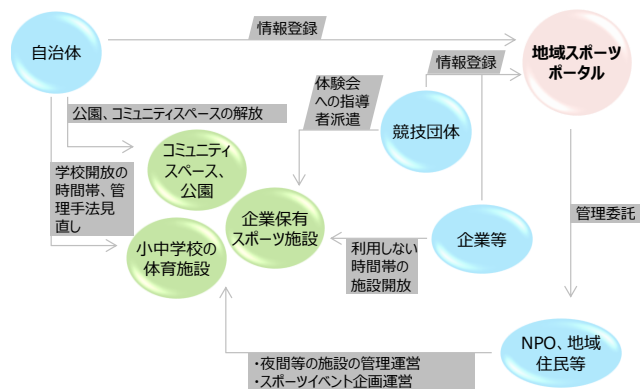 情報登録
自治体
地域スポーツ
ポータル
情報登録
体験会
への指導
者派遣
公園、コミュニティスペースの解放
競技団体
コミュニティ
スペース、
公園
学校開放の
時間帯、管
理手法見
直し
企業保有
スポーツ施設
管理委託
企業等
小中学校の
体育施設
利用しない
時間帯の
施設開放
NPO、地域
住民等
・夜間等の施設の管理運営
・スポーツイベント企画運営